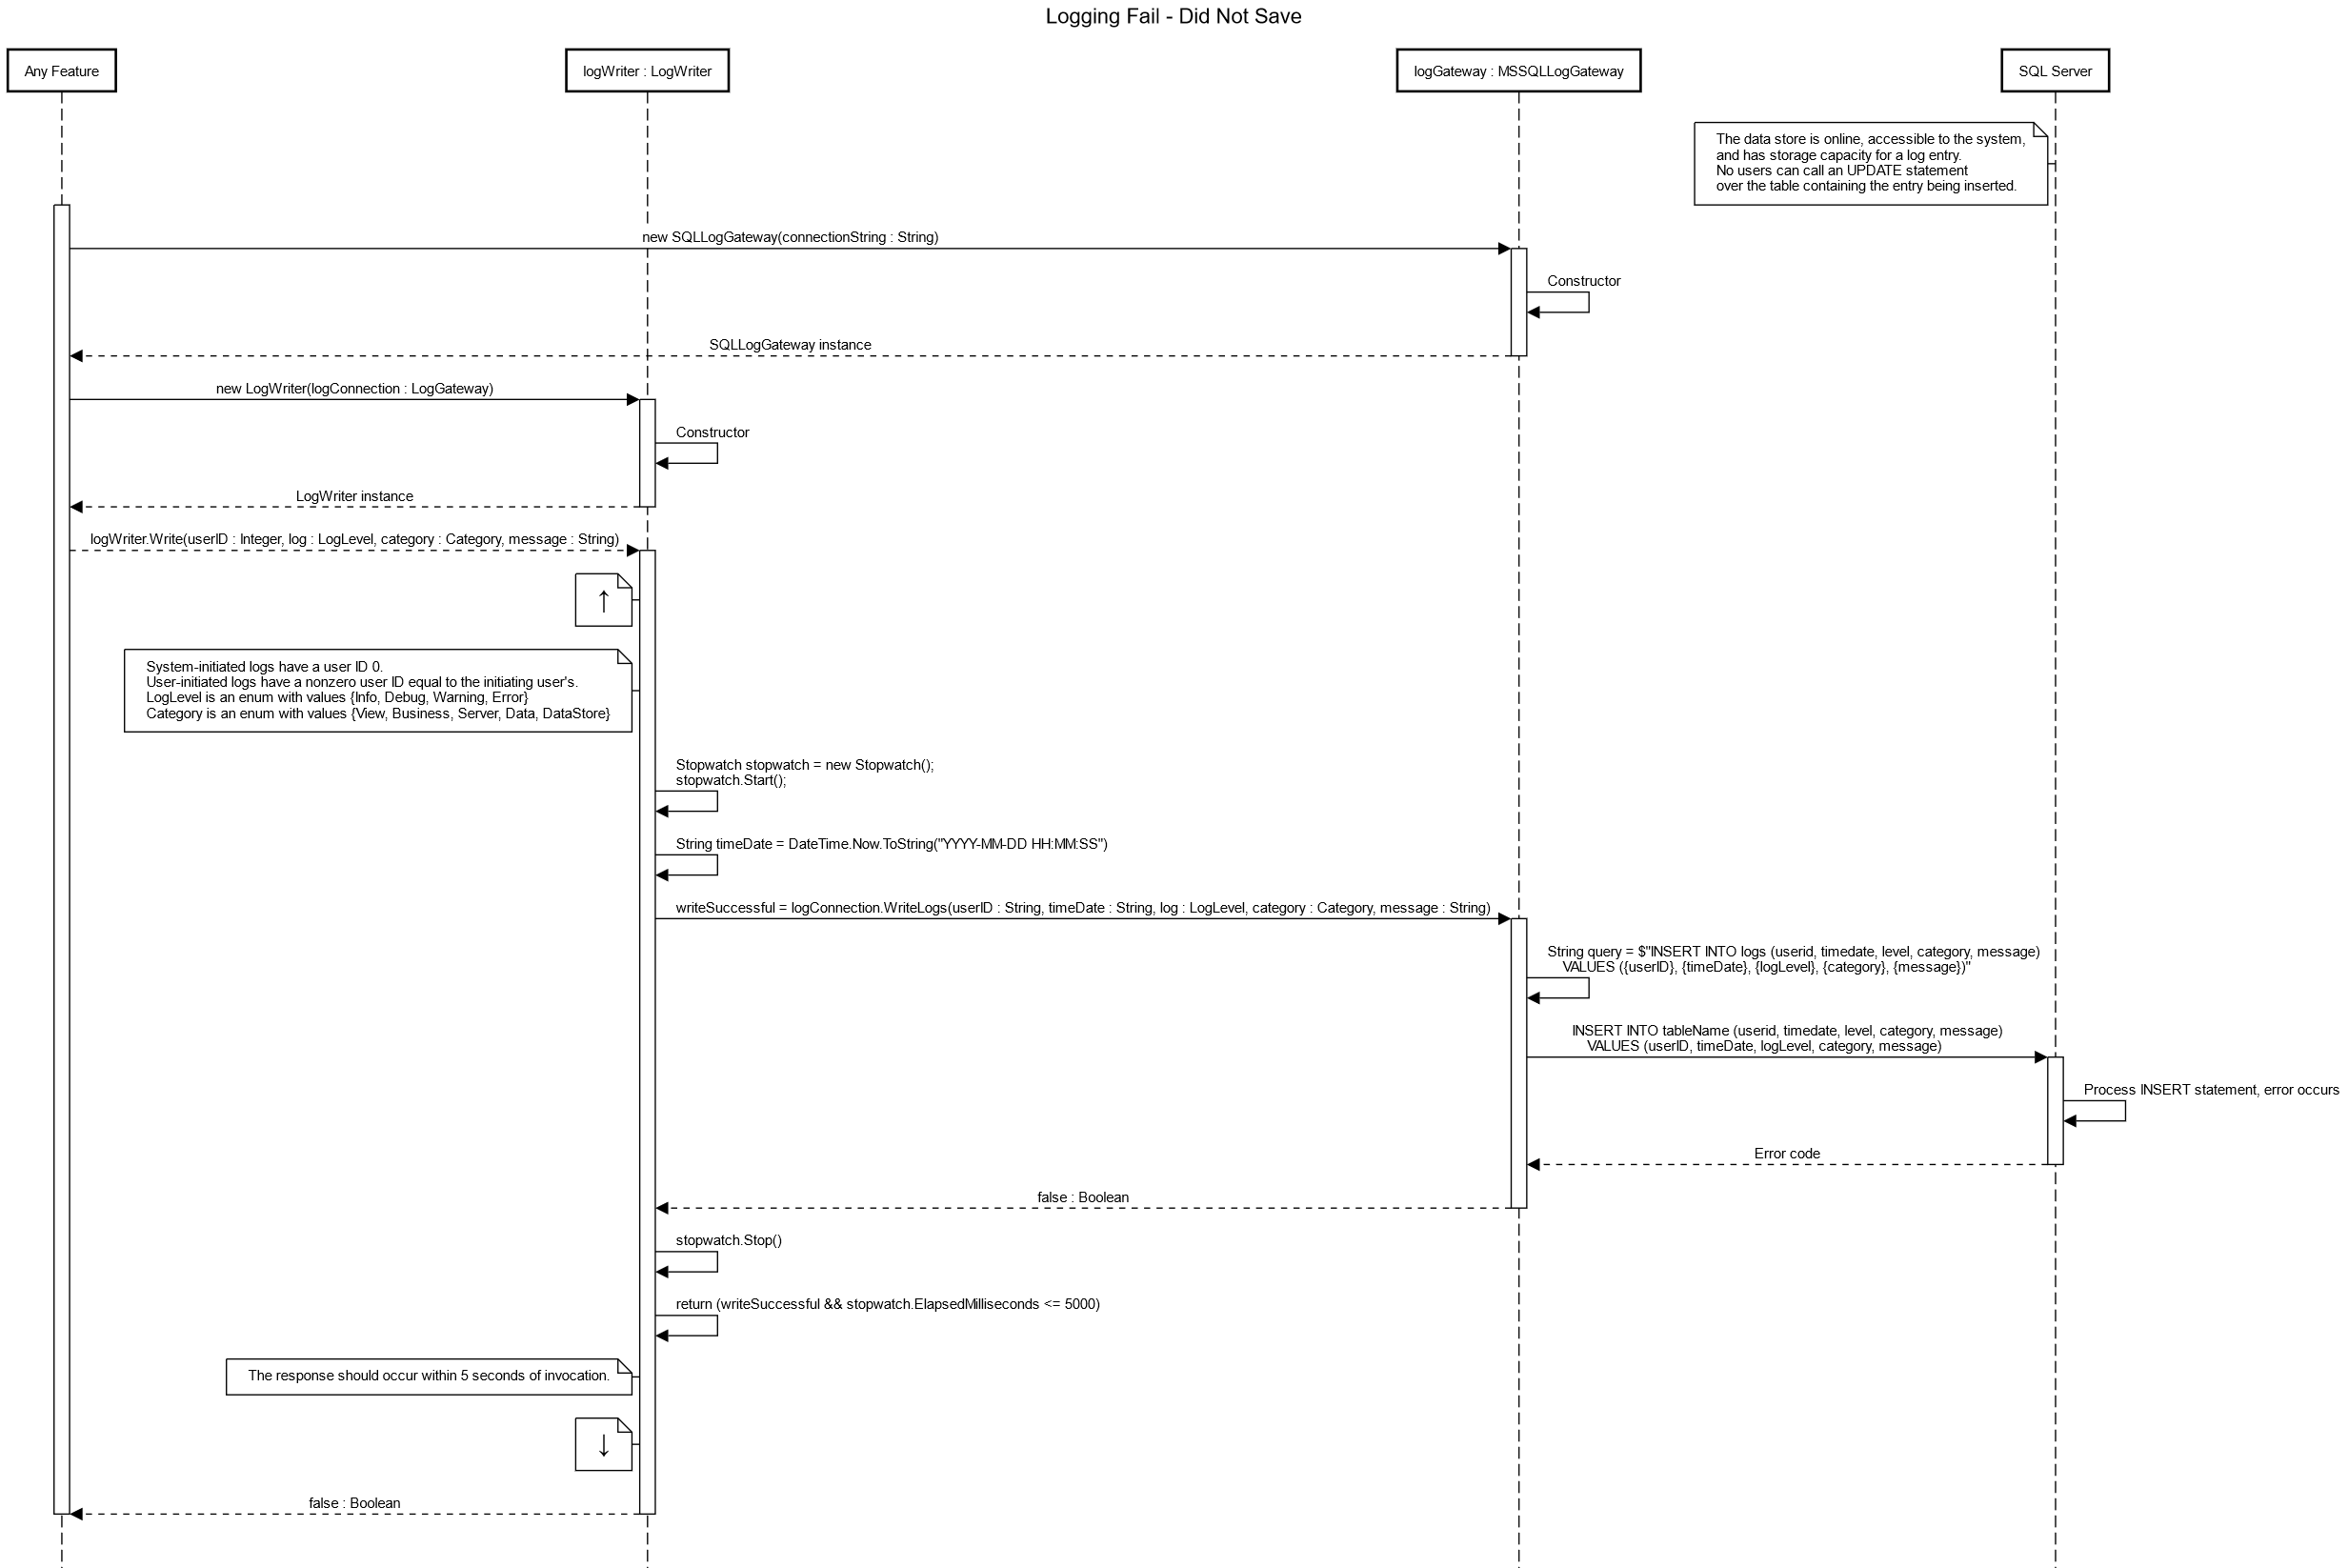 Logging Fail - Did Not Save
Any Feature
logWriter : LogWriter
logGateway : MSSQLLogGateway
SQL Server
The data store is online, accessible to the system,
and has storage capacity for a log entry.
No users can call an UPDATE statement
over the table containing the entry being inserted.
new SQLLogGateway(connectionString : String)
Constructor
SQLLogGateway instance
new LogWriter(logConnection : LogGateway)
Constructor
LogWriter instance
logWriter.Write(userID : Integer, log : LogLevel, category : Category, message : String)
↑
System-initiated logs have a user ID 0.
User-initiated logs have a nonzero user ID equal to the initiating user's.
LogLevel is an enum with values {Info, Debug, Warning, Error}
Category is an enum with values {View, Business, Server, Data, DataStore}
Stopwatch stopwatch = new Stopwatch();
stopwatch.Start();
String timeDate = DateTime.Now.ToString("YYYY-MM-DD HH:MM:SS")
writeSuccessful = logConnection.WriteLogs(userID : String, timeDate : String, log : LogLevel, category : Category, message : String)
String query = $"INSERT INTO logs (userid, timedate, level, category, message)
VALUES ({userID}, {timeDate}, {logLevel}, {category}, {message})"
INSERT INTO tableName (userid, timedate, level, category, message)
VALUES (userID, timeDate, logLevel, category, message)
Process INSERT statement, error occurs
Error code
false : Boolean
stopwatch.Stop()
return (writeSuccessful && stopwatch.ElapsedMilliseconds <= 5000)
The response should occur within 5 seconds of invocation.
↓
false : Boolean